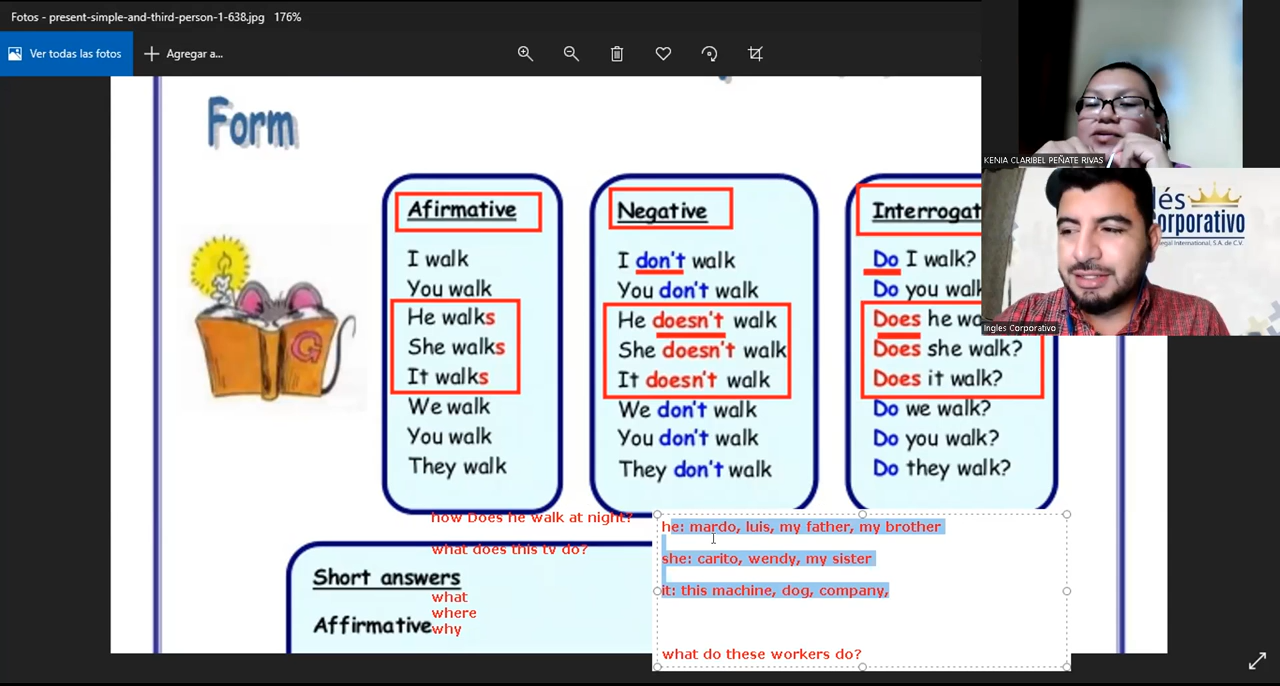 Fotos - present-simple-and-third-person-1-638.jpg 176%
Ver todas las fotos
Agregar a...
Form
Afirmative
I walk
You walk
He walks
She walks
It walks
We walk
You walk
They walk
Negative
I don't walk
You don't walk
He doesn't walk
She doesn't walk
It doesn't walk
We don't walk
You don't walk
They don't walk
Interrogat
Do I walk?
Do you walk
Does he wa
Does she walk?
Does it walk?
Do we walk?
Do you walk?
Do they walk?
G
KENIA CLARIBEL PEÑATE RIVAS
lés
orporativo
egal International, S.A. de C.V.
Ingles Corporativo
how Does he walk at night?
what does this tv do?
Short answers
what
where
Affirmative
why
he: mardo, luis, my father, my brother
she: carito, wendy, my sister
it: this machine, dog, company,
what do these workers do?